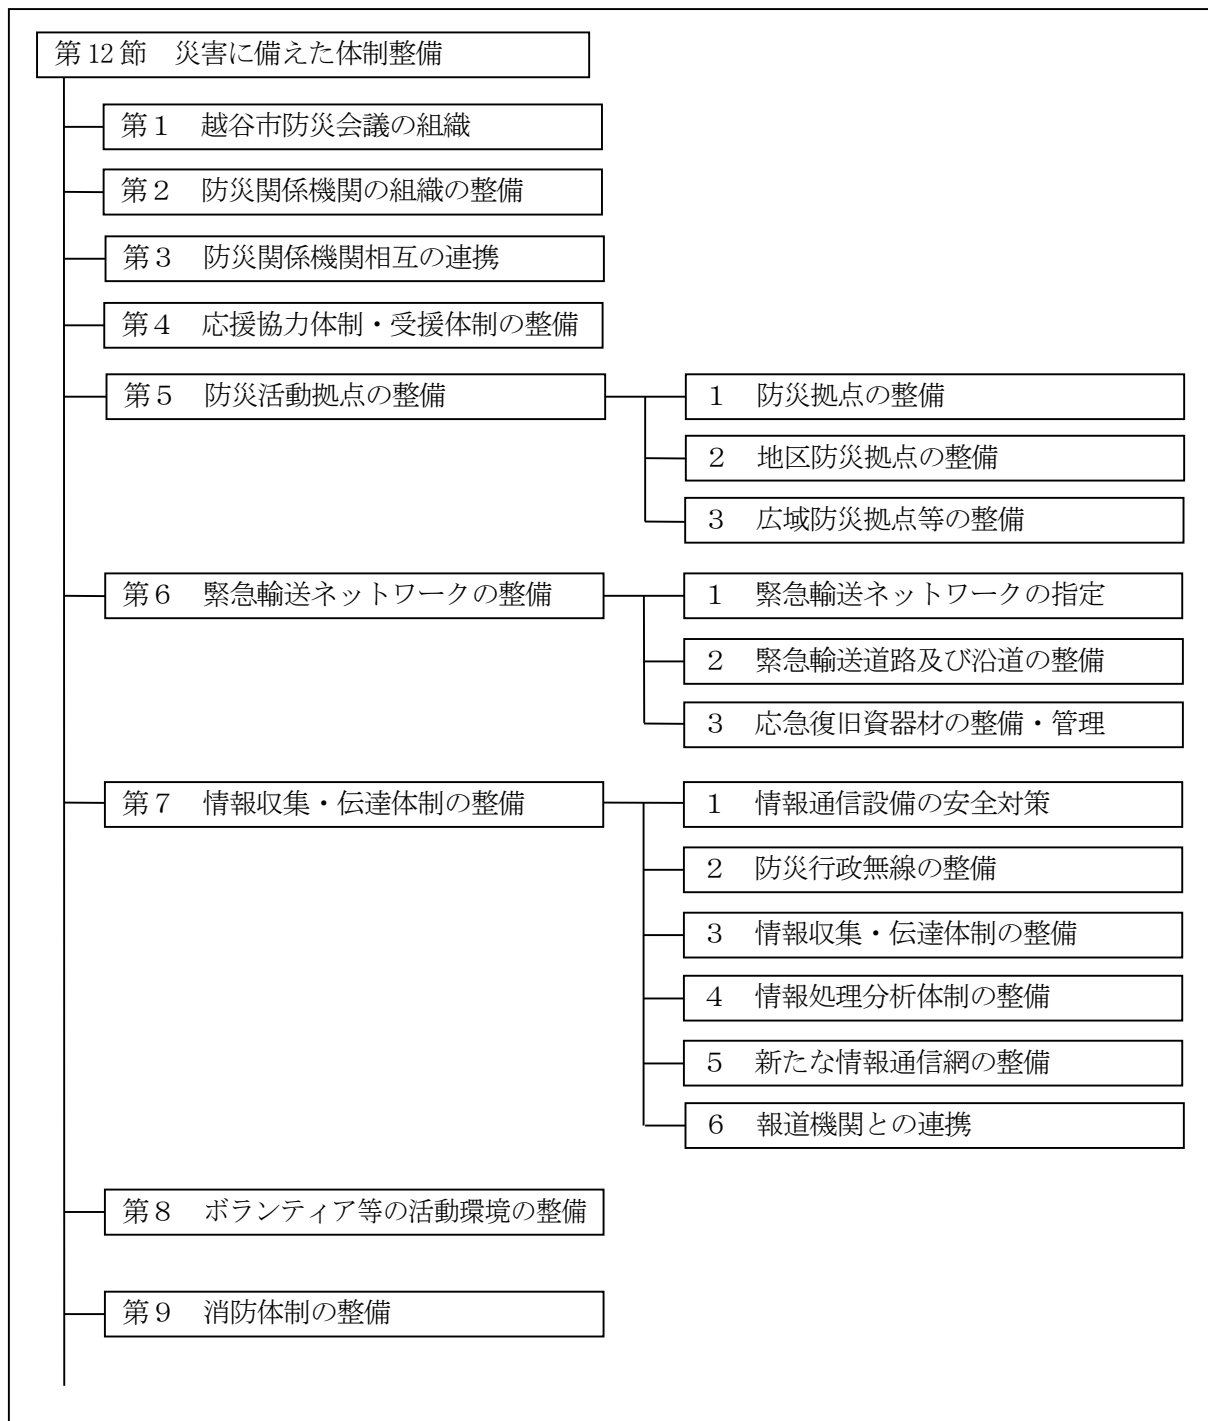 第12節　災害に備えた体制整備
第１　越谷市防災会議の組織
第２　防災関係機関の組織の整備
第３　防災関係機関相互の連携
第４　応援協力体制・受援体制の整備
第５　防災活動拠点の整備
１　防災拠点の整備
２　地区防災拠点の整備
３　広域防災拠点等の整備
第６　緊急輸送ネットワークの整備
１　緊急輸送ネットワークの指定
２　緊急輸送道路及び沿道の整備
３　応急復旧資器材の整備・管理
第７　情報収集・伝達体制の整備
１　情報通信設備の安全対策
２　防災行政無線の整備
３　情報収集・伝達体制の整備
４　情報処理分析体制の整備
５　新たな情報通信網の整備
６　報道機関との連携
第８　ボランティア等の活動環境の整備
第９　消防体制の整備